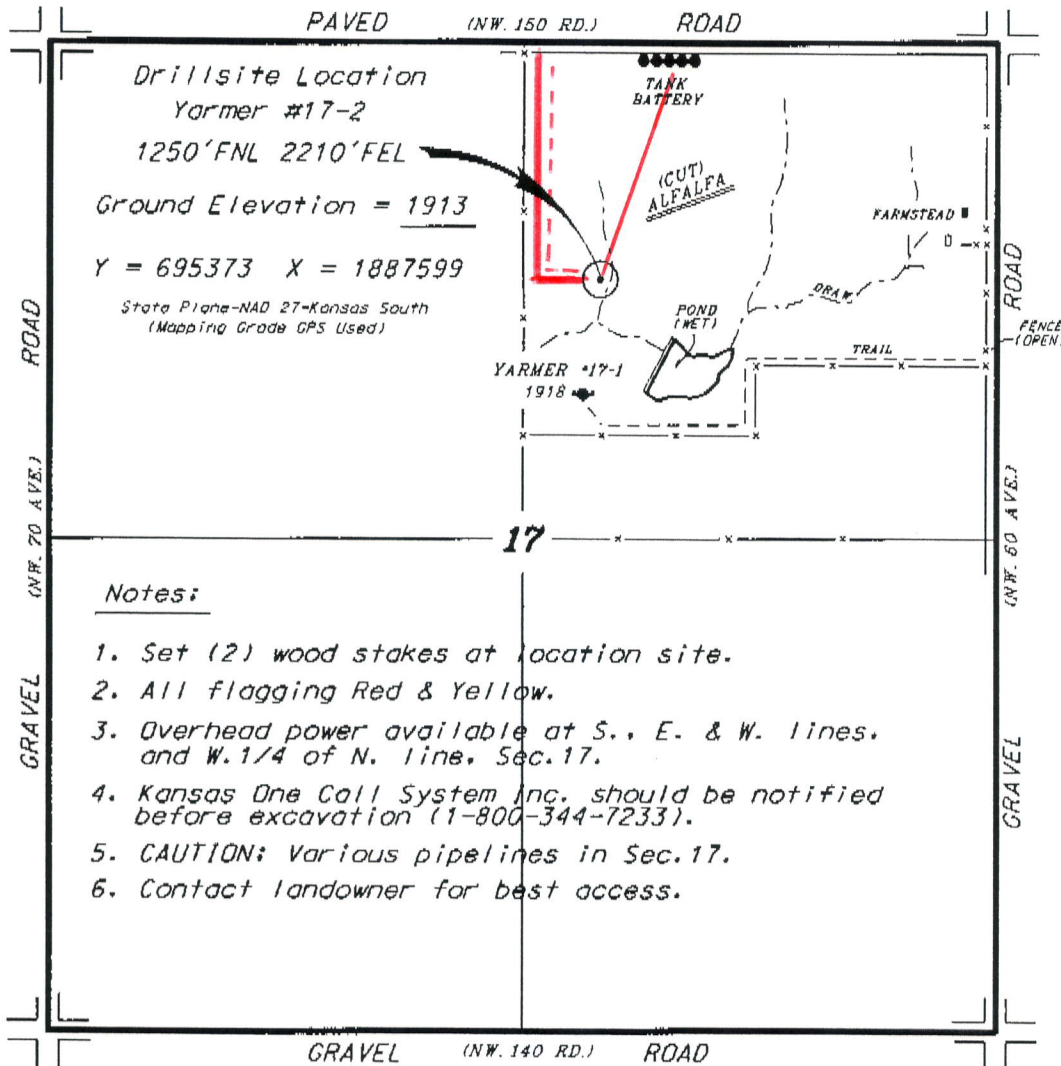 PAVED (NW. 150 RD.) ROAD
Drillsite Location
Yarmer #17-2
1250'FNL 2210'FEL
Ground Elevation = 1913
Y = 695373 X = 1887599
State Plane-NAD 27-Kansas South
(Mapping Grade GPS Used)
TANK
BATTERY
(CUT)
ALFALFA
FARMSTEAD
DRAW
POND
(WET)
TRAIL
FENCE
(OPEN)
YARMER #17-1
1918
17
GRAVEL (NW. 70 AVE.) ROAD
GRAVEL (NW. 60 AVE.) ROAD
Notes:
1. Set (2) wood stakes at location site.
2. All flagging Red & Yellow.
3. Overhead power available at S., E. & W. lines,
and W.1/4 of N. line, Sec.17.
4. Kansas One Call System Inc. should be notified
before excavation (1-800-344-7233).
5. CAUTION: Various pipelines in Sec.17.
6. Contact landowner for best access.
GRAVEL (NW. 140 RD.) ROAD